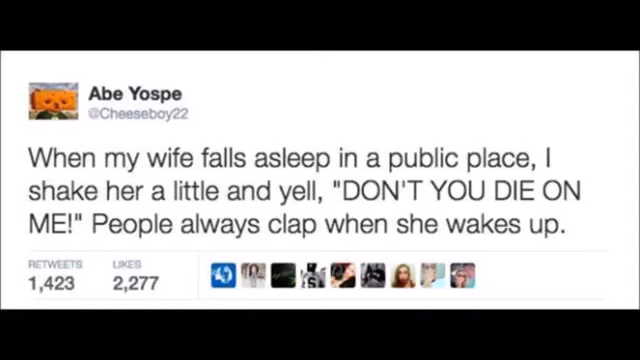 Abe Yospe
@Cheeseboy22
When my wife falls asleep in a public place, I
shake her a little and yell, "DON'T YOU DIE ON
ME!" People always clap when she wakes up.
RETWEETS LIKES
1,423 2,277